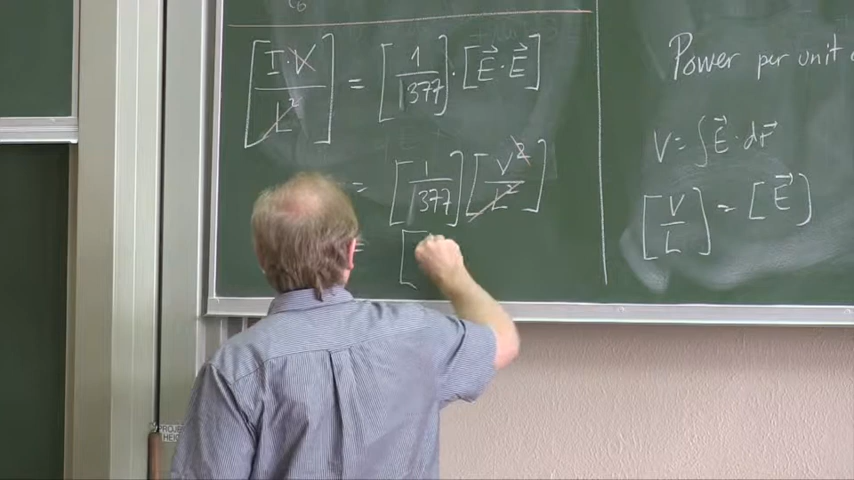 [I·V / L²] = [1/377] · [E⃗ · E⃗]
= [1/377] [V² / L²]
= [
Power per unit
V = ∫ E⃗ · dr⃗
[V/L] = [E⃗]